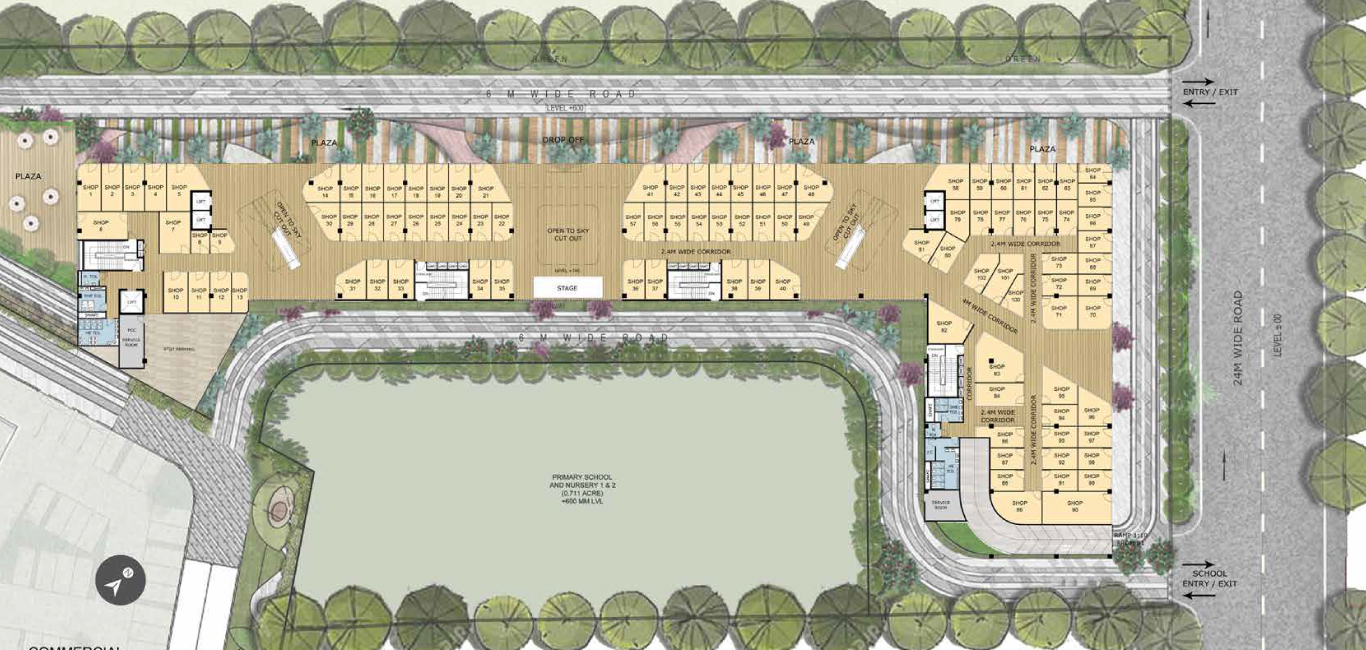 GREEN
GREEN
6 M WIDE ROAD
LEVEL +600
ENTRY / EXIT
PLAZA
DROP OFF
PLAZA
PLAZA
PLAZA
SHOP 1
SHOP 2
SHOP 3
SHOP 4
SHOP 5
LIFT
LIFT
SHOP 6
SHOP 7
SHOP 8
SHOP 9
SHOP 10
SHOP 11
SHOP 12
SHOP 13
LIFT
SERVICE ROOM
OPEN TO SKY CUT OUT
SHOP 14
SHOP 15
SHOP 16
SHOP 17
SHOP 18
SHOP 19
SHOP 20
SHOP 21
SHOP 30
SHOP 29
SHOP 28
SHOP 27
SHOP 26
SHOP 25
SHOP 24
SHOP 23
SHOP 22
SHOP 31
SHOP 32
SHOP 33
SHOP 34
SHOP 35
OPEN TO SKY
CUT OUT
STAGE
SHOP 41
SHOP 42
SHOP 43
SHOP 44
SHOP 45
SHOP 46
SHOP 47
SHOP 48
SHOP 57
SHOP 56
SHOP 55
SHOP 54
SHOP 53
SHOP 52
SHOP 51
SHOP 50
SHOP 49
2.4M WIDE CORRIDOR
SHOP 36
SHOP 37
SHOP 38
SHOP 39
SHOP 40
OPEN TO SKY CUT OUT
LIFT
LIFT
SHOP 58
SHOP 59
SHOP 60
SHOP 61
SHOP 62
SHOP 63
SHOP 64
SHOP 65
SHOP 66
SHOP 67
SHOP 68
SHOP 69
SHOP 70
SHOP 79
SHOP 78
SHOP 77
SHOP 76
SHOP 75
SHOP 74
2.4M WIDE CORRIDOR
SHOP 81
SHOP 80
SHOP 73
SHOP 72
SHOP 71
SHOP 102
SHOP 101
SHOP 100
2.4M WIDE CORRIDOR
4M WIDE CORRIDOR
SHOP 82
SHOP 83
SHOP 84
CORRIDOR
2.4M WIDE
CORRIDOR
2.4M WIDE CORRIDOR
SHOP 87
SHOP 95
SHOP 94
SHOP 96
SHOP 93
SHOP 97
SHOP 92
SHOP 98
SHOP 91
SHOP 99
SHOP 90
SERVICE ROOM
6 M WIDE ROAD
PRIMARY SCHOOL
AND NURSERY 1 & 2
(0.711 ACRE)
+600 MM LVL
24M WIDE ROAD
LEVEL ±00
SCHOOL
ENTRY / EXIT